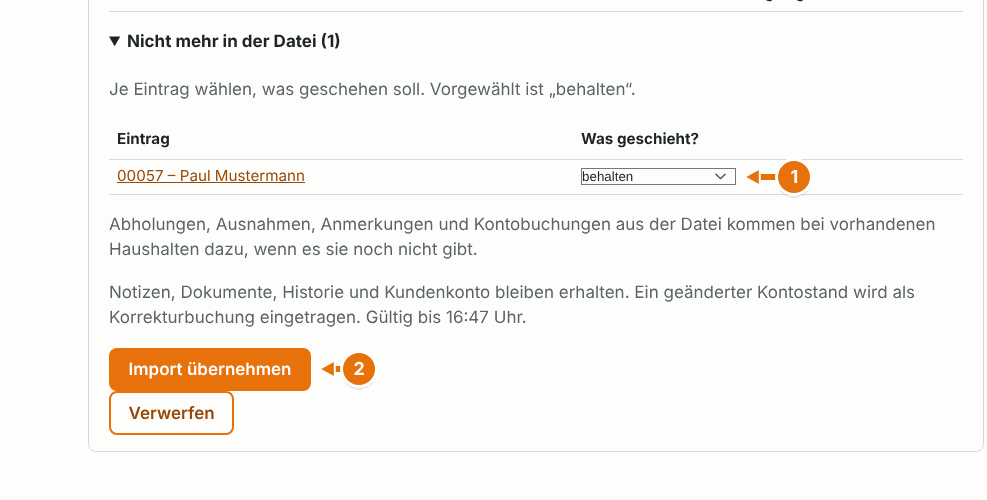 Nicht mehr in der Datei (1)
Je Eintrag wählen, was geschehen soll. Vorgewählt ist „behalten“.
Eintrag Was geschieht?
00057 – Paul Mustermann behalten 1
Abholungen, Ausnahmen, Anmerkungen und Kontobuchungen aus der Datei kommen bei vorhandenen
Haushalten dazu, wenn es sie noch nicht gibt.
Notizen, Dokumente, Historie und Kundenkonto bleiben erhalten. Ein geänderter Kontostand wird als
Korrekturbuchung eingetragen. Gültig bis 16:47 Uhr.
Import übernehmen 2
Verwerfen